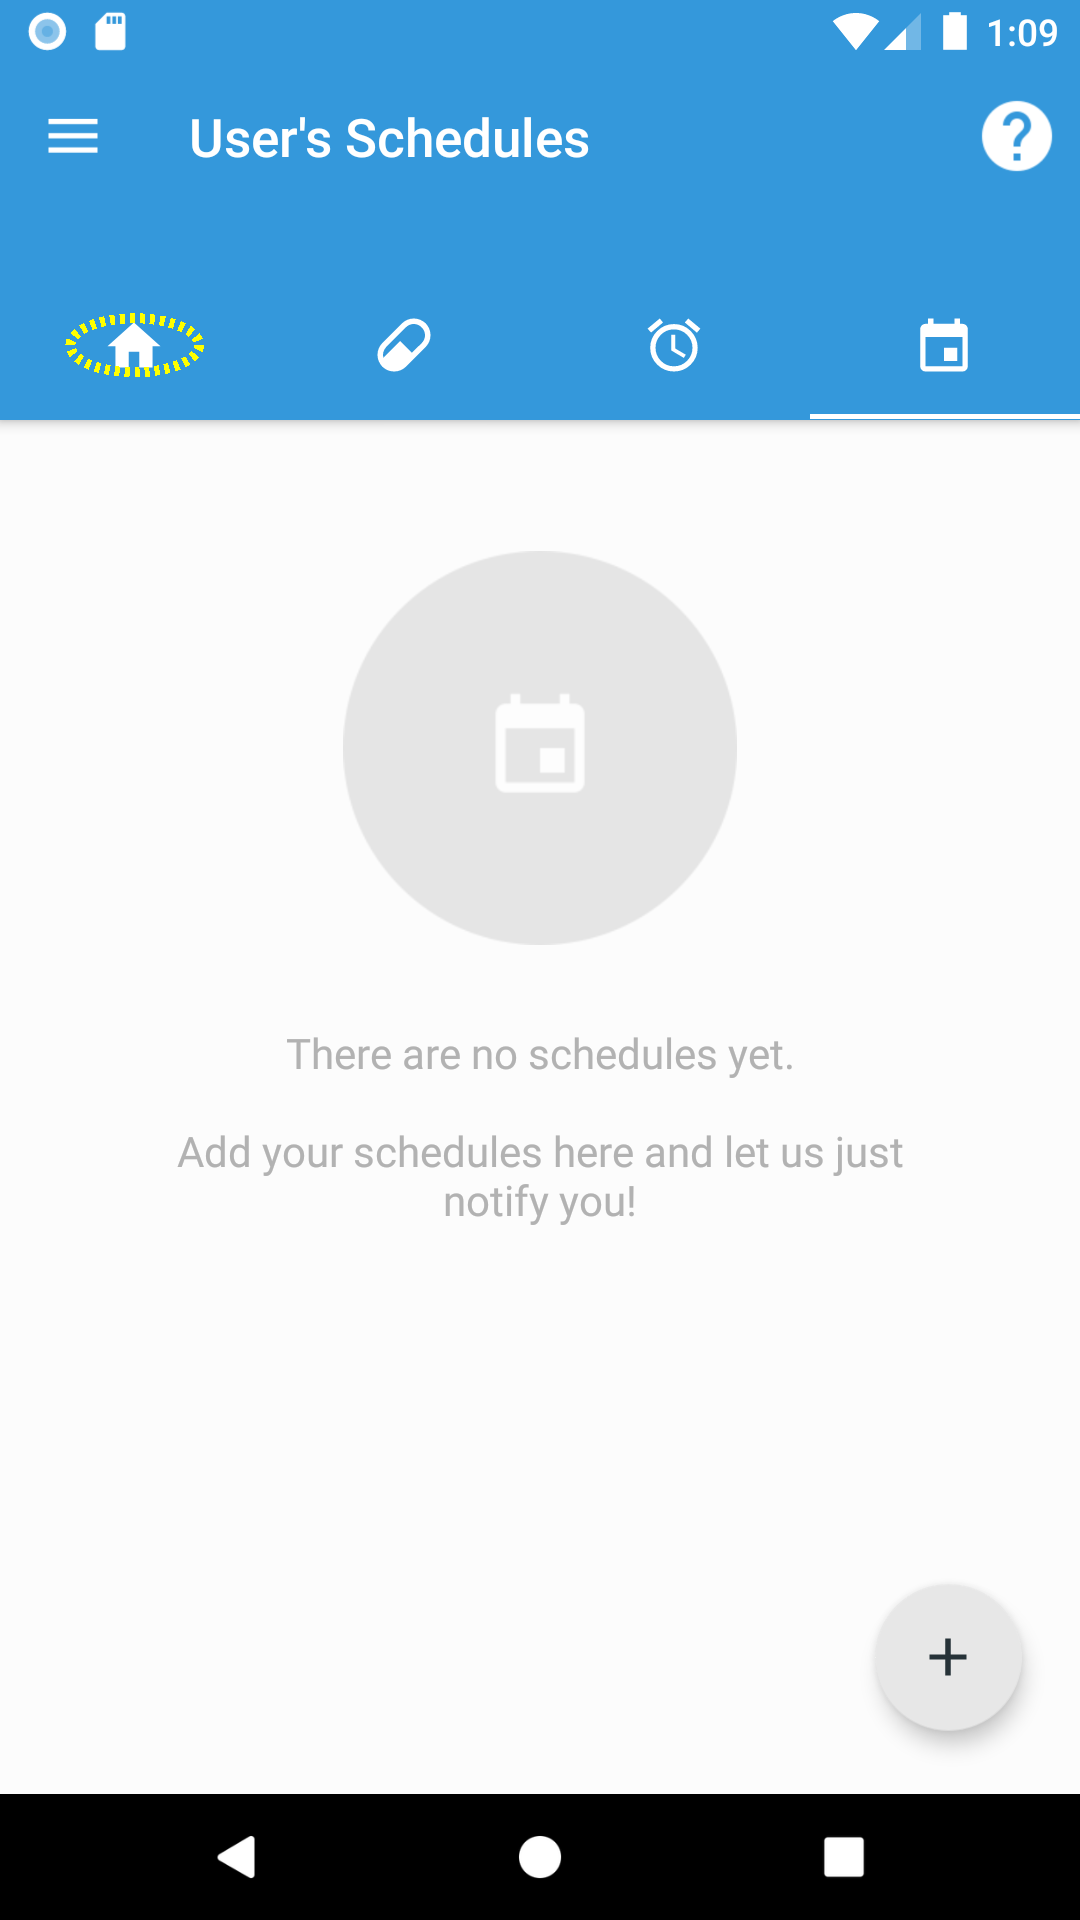 1:09
User's Schedules
There are no schedules yet.
Add your schedules here and let us just
notify you!